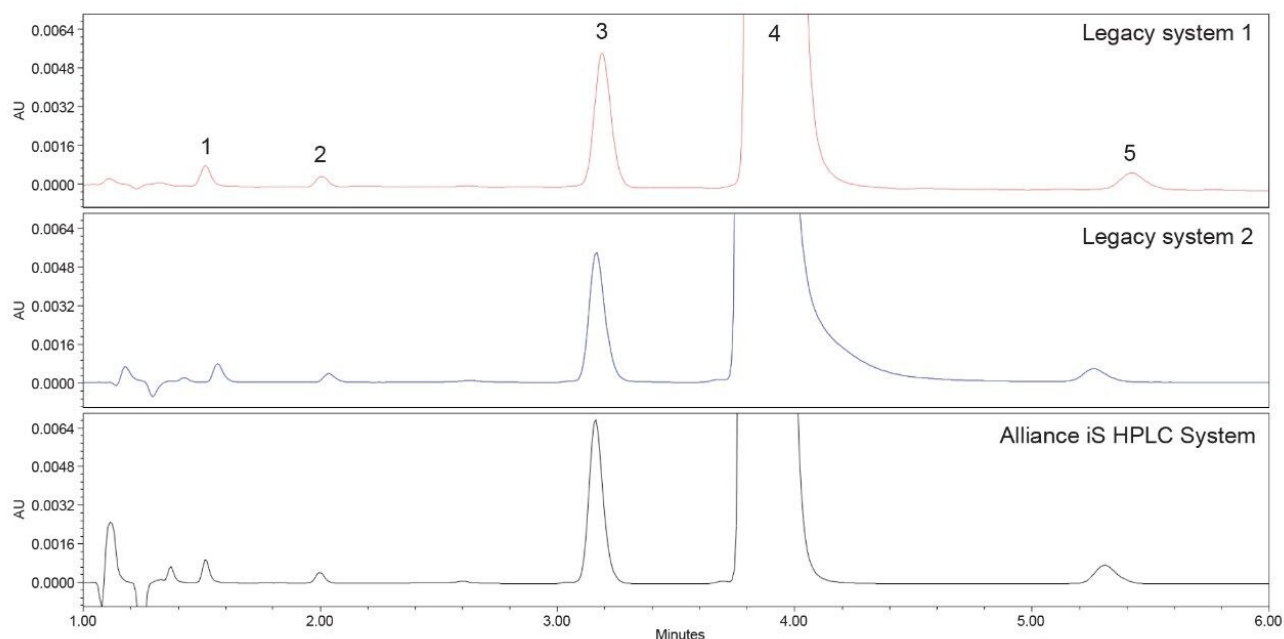 Legacy system 1
AU
0.0064
0.0048
0.0032
0.0016
0.0000
1
2
3
4
5
Legacy system 2
AU
0.0064
0.0048
0.0032
0.0016
0.0000
Alliance iS HPLC System
AU
0.0064
0.0048
0.0032
0.0016
0.0000
1.00 2.00 3.00 4.00 5.00 6.00
Minutes